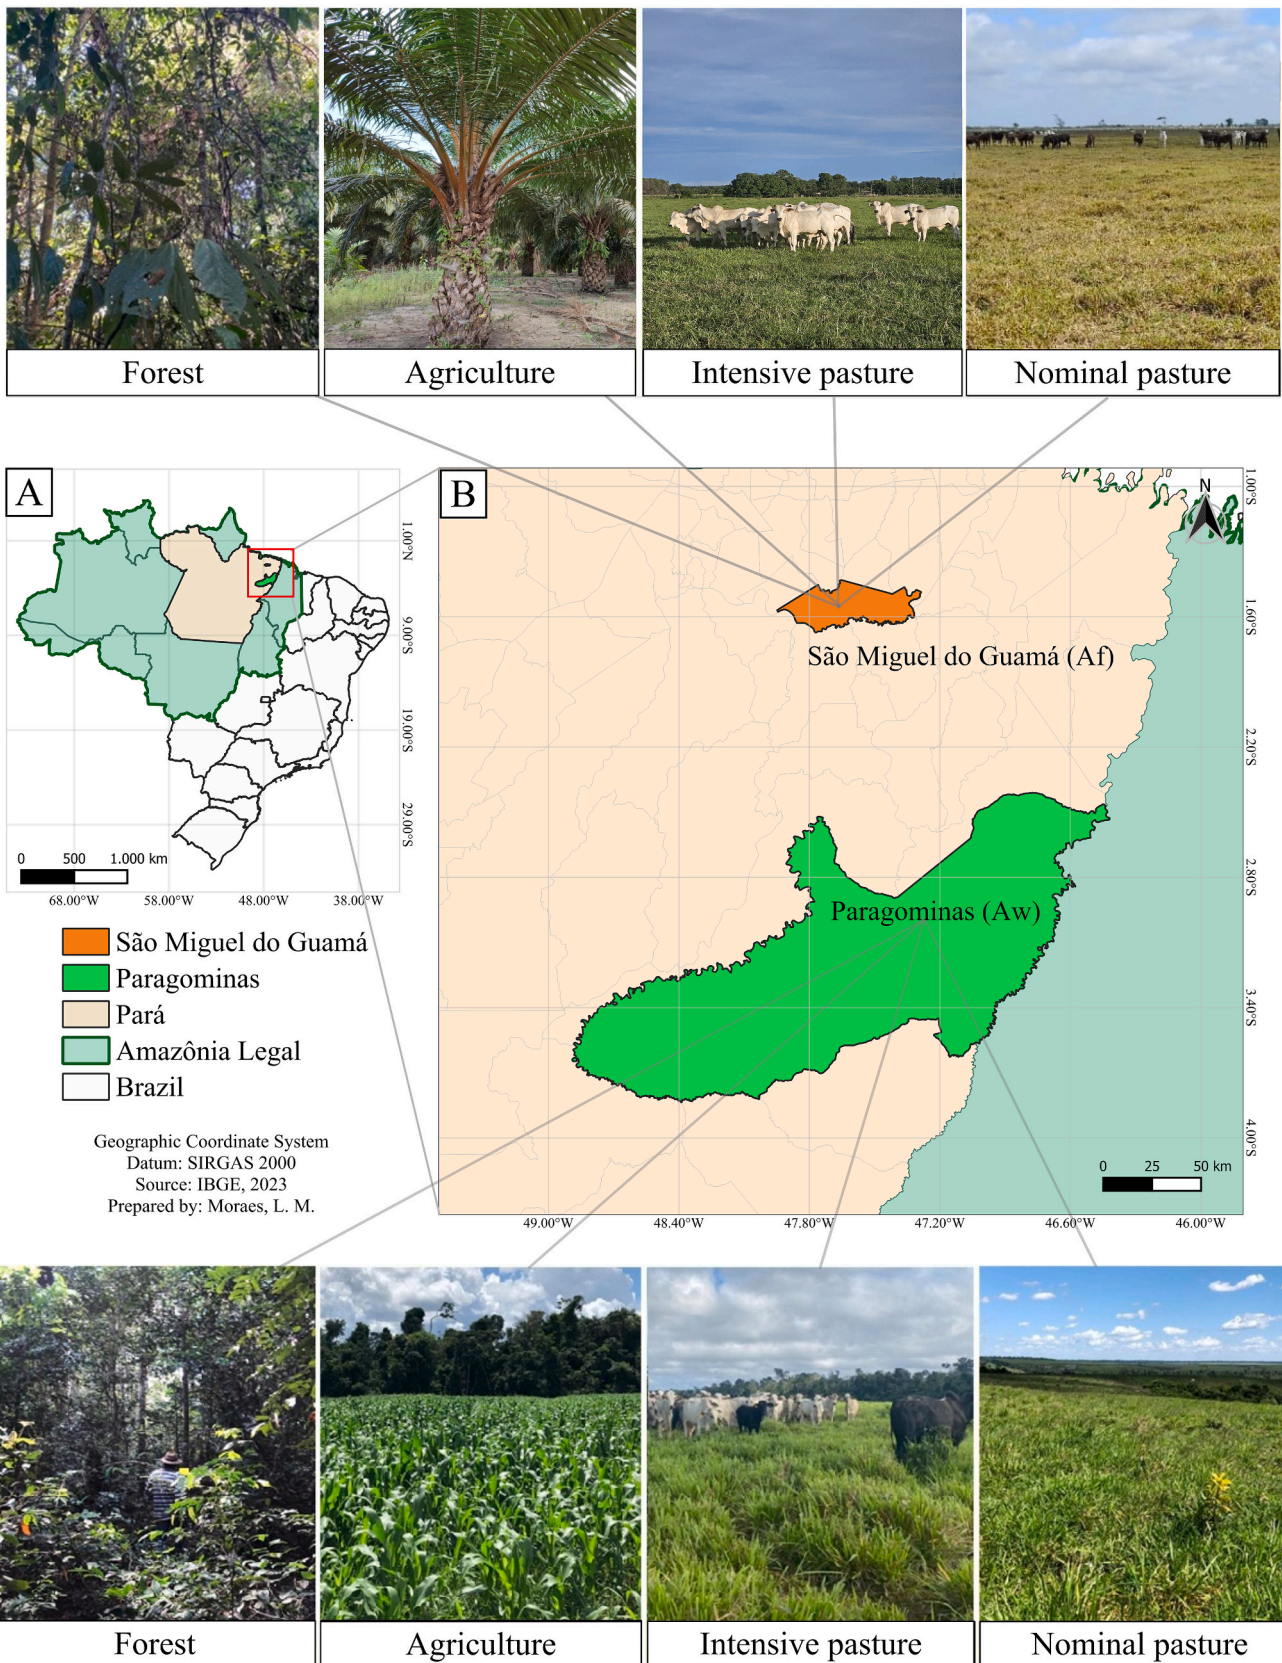 Forest
Agriculture
Intensive pasture
Nominal pasture
A
B
N
1.00°N
9.00°S
19.00°S
29.00°S
0 500 1.000 km
68.00°W 58.00°W 48.00°W 38.00°W
1.00°S
1.60°S
2.20°S
2.80°S
3.40°S
4.00°S
São Miguel do Guamá (Af)
Paragominas (Aw)
0 25 50 km
49.00°W 48.40°W 47.80°W 47.20°W 46.60°W 46.00°W
São Miguel do Guamá
Paragominas
Pará
Amazônia Legal
Brazil
Geographic Coordinate System
Datum: SIRGAS 2000
Source: IBGE, 2023
Prepared by: Moraes, L. M.
Forest
Agriculture
Intensive pasture
Nominal pasture